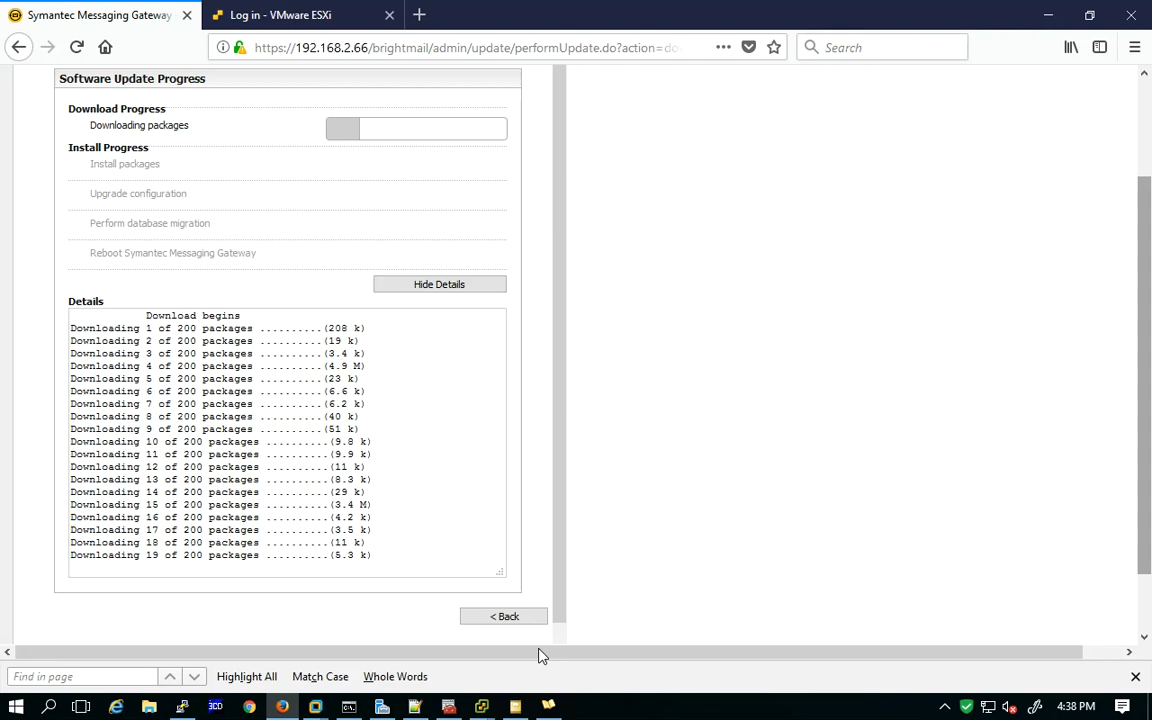 Symantec Messaging Gateway
Log in - VMware ESXi
https://192.168.2.66/brightmail/admin/update/performUpdate.do?action=do
Search
Software Update Progress
Download Progress
Downloading packages
Install Progress
Install packages
Upgrade configuration
Perform database migration
Reboot Symantec Messaging Gateway
Hide Details
Details
Download begins
Downloading 1 of 200 packages ..........(208 k)
Downloading 2 of 200 packages ..........(19 k)
Downloading 3 of 200 packages ..........(3.4 k)
Downloading 4 of 200 packages ..........(4.9 M)
Downloading 5 of 200 packages ..........(23 k)
Downloading 6 of 200 packages ..........(6.6 k)
Downloading 7 of 200 packages ..........(6.2 k)
Downloading 8 of 200 packages ..........(40 k)
Downloading 9 of 200 packages ..........(51 k)
Downloading 10 of 200 packages ..........(9.8 k)
Downloading 11 of 200 packages ..........(9.9 k)
Downloading 12 of 200 packages ..........(11 k)
Downloading 13 of 200 packages ..........(8.3 k)
Downloading 14 of 200 packages ..........(29 k)
Downloading 15 of 200 packages ..........(3.4 M)
Downloading 16 of 200 packages ..........(4.2 k)
Downloading 17 of 200 packages ..........(3.5 k)
Downloading 18 of 200 packages ..........(11 k)
Downloading 19 of 200 packages ..........(5.3 k)
< Back
Find in page
Highlight All
Match Case
Whole Words
4:38 PM